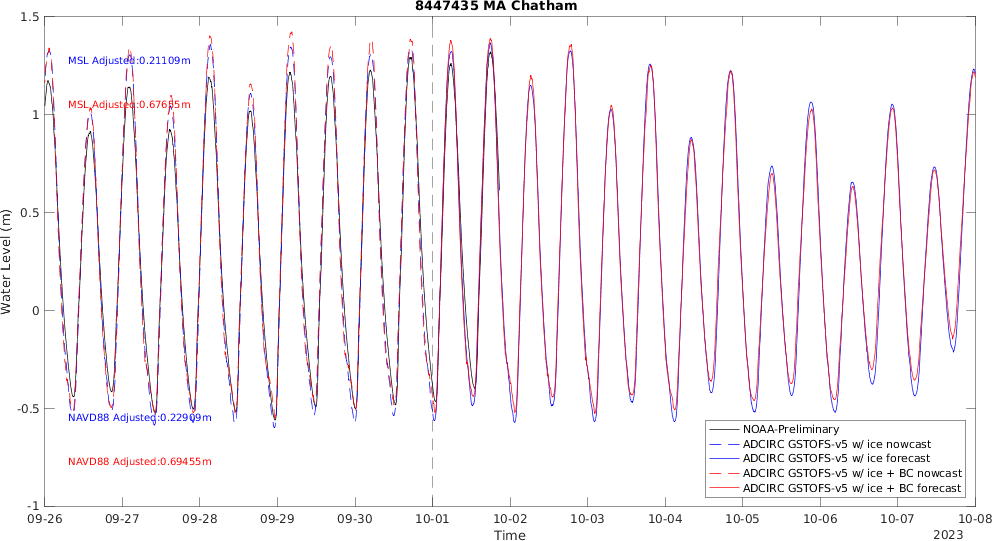 8447435 MA Chatham
1.5
1
0.5
0
-0.5
-1
Water Level (m)
MSL Adjusted:0.21109m
MSL Adjusted:0.67635m
NAVD88 Adjusted:0.22909m
NAVD88 Adjusted:0.69455m
NOAA-Preliminary
ADCIRC GSTOFS-v5 w/ ice nowcast
ADCIRC GSTOFS-v5 w/ ice forecast
ADCIRC GSTOFS-v5 w/ ice + BC nowcast
ADCIRC GSTOFS-v5 w/ ice + BC forecast
09-26 09-27 09-28 09-29 09-30 10-01 10-02 10-03 10-04 10-05 10-06 10-07 10-08
Time
2023